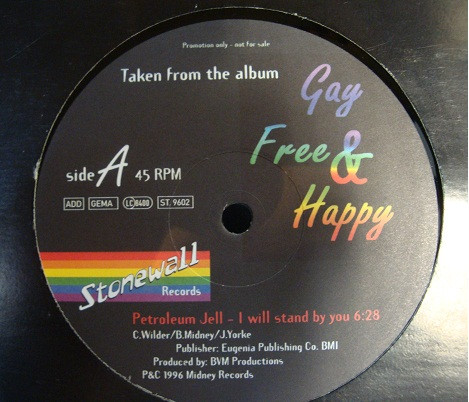 Promotion only - not for sale
Taken from the album
Gay
Free &
Happy
side A 45 RPM
ADD GEMA LC 6400 ST. 9602
Stonewall
Records
Petroleum Jell - I will stand by you 6:28
C.Wilder/B.Midney/J.Yorke
Publisher: Eugenia Publishing Co. BMI
Produced by: BVM Productions
P&C 1996 Midney Records